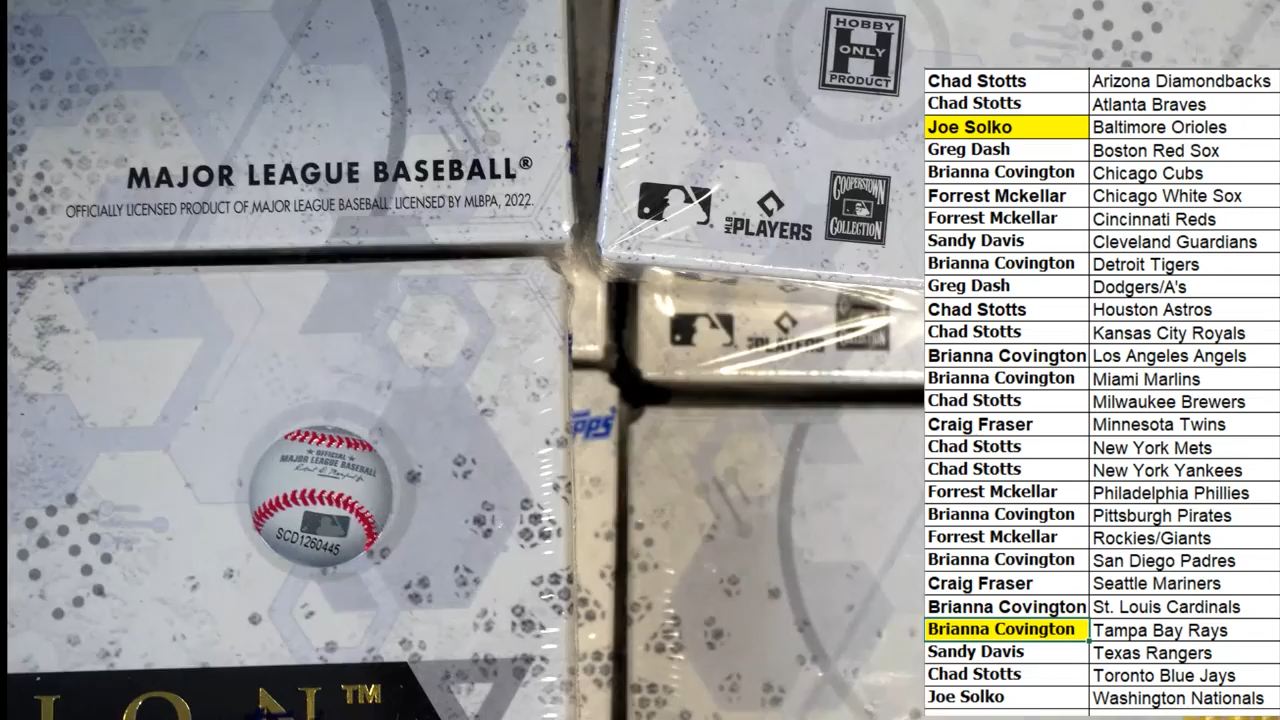 MAJOR LEAGUE BASEBALL®
OFFICIALLY LICENSED PRODUCT OF MAJOR LEAGUE BASEBALL. LICENSED BY MLBPA, 2022.
HOBBY
H
ONLY
PRODUCT
MLB PLAYERS
COOPERSTOWN
COLLECTION
PLAYERS
COLLECTION
OFFICIAL
MAJOR LEAGUE BASEBALL
SCD1260445
ION™
Chad Stotts Arizona Diamondbacks
Chad Stotts Atlanta Braves
Joe Solko Baltimore Orioles
Greg Dash Boston Red Sox
Brianna Covington Chicago Cubs
Forrest Mckellar Chicago White Sox
Forrest Mckellar Cincinnati Reds
Sandy Davis Cleveland Guardians
Brianna Covington Detroit Tigers
Greg Dash Dodgers/A's
Chad Stotts Houston Astros
Chad Stotts Kansas City Royals
Brianna Covington Los Angeles Angels
Brianna Covington Miami Marlins
Chad Stotts Milwaukee Brewers
Craig Fraser Minnesota Twins
Chad Stotts New York Mets
Chad Stotts New York Yankees
Forrest Mckellar Philadelphia Phillies
Brianna Covington Pittsburgh Pirates
Forrest Mckellar Rockies/Giants
Brianna Covington San Diego Padres
Craig Fraser Seattle Mariners
Brianna Covington St. Louis Cardinals
Brianna Covington Tampa Bay Rays
Sandy Davis Texas Rangers
Chad Stotts Toronto Blue Jays
Joe Solko Washington Nationals